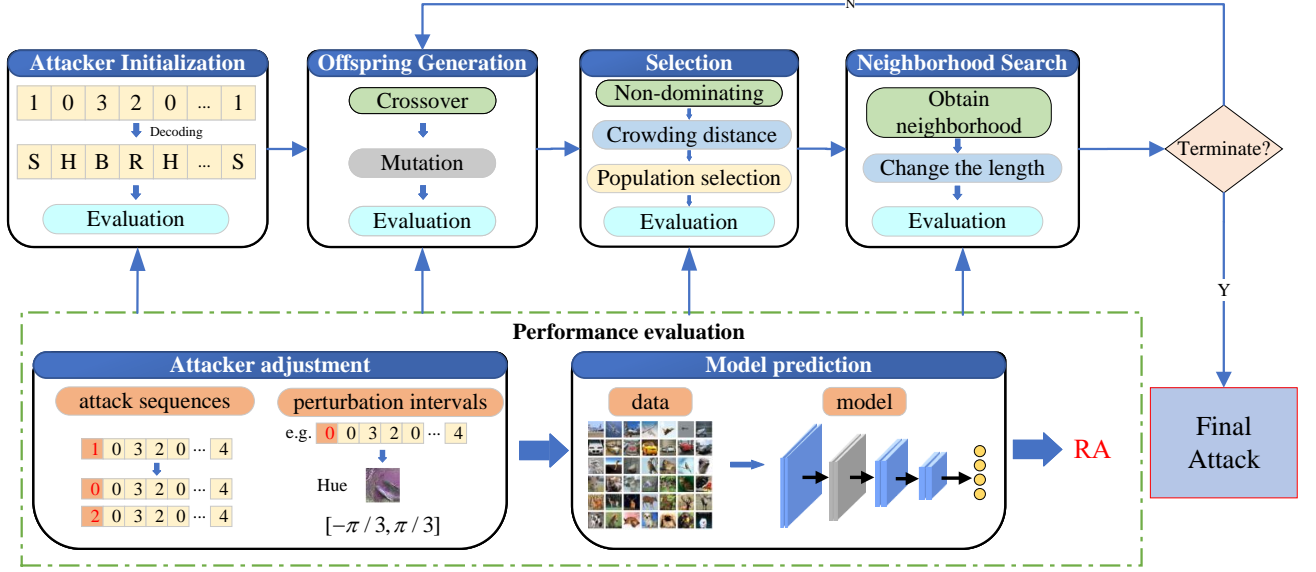 N
Attacker Initialization
1 0 3 2 0 ... 1
Decoding
S H B R H ... S
Evaluation
Offspring Generation
Crossover
Mutation
Evaluation
Selection
Non-dominating
Crowding distance
Population selection
Evaluation
Neighborhood Search
Obtain
neighborhood
Change the length
Evaluation
Terminate?
Y
Performance evaluation
Attacker adjustment
attack sequences
1 0 3 2 0 ... 4
0 0 3 2 0 ... 4
2 0 3 2 0 ... 4
perturbation intervals
e.g. 0 0 3 2 0 ... 4
Hue
[−π / 3, π / 3]
Model prediction
data
model
RA
Final
Attack